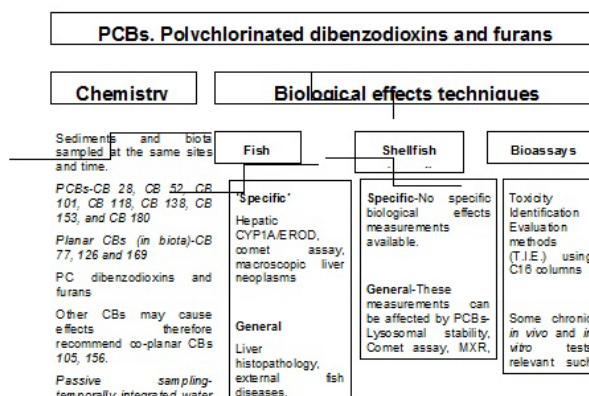 PCBs. Polychlorinated dibenzodioxins and furans
Chemistry
Biological effects techniques
Sediments and biota
sampled at the same sites
and time.
PCBs-CB 28, CB 52, CB
101, CB 118, CB 138, CB
153, and CB 180
Planar CBs (in biota)-CB
77, 126 and 169
PC dibenzodioxins and
furans
Other CBs may cause
effects therefore
recommend co-planar CBs
105, 156.
Passive sampling-
temporally integrated water
Fish
'Specific'
Hepatic
CYP1A/EROD,
comet assay,
macroscopic liver
neoplasms
General
Liver
histopathology,
external fish
diseases.
Shellfish
Specific-No specific
biological effects
measurements
available.
General-These
measurements can
be affected by PCBs-
Lysosomal stability,
Comet assay, MXR,
Bioassays
Toxicity
Identification
Evaluation
methods
(T.I.E.) using
C16 columns
Some chronic
in vivo and in
vitro tests
relevant such